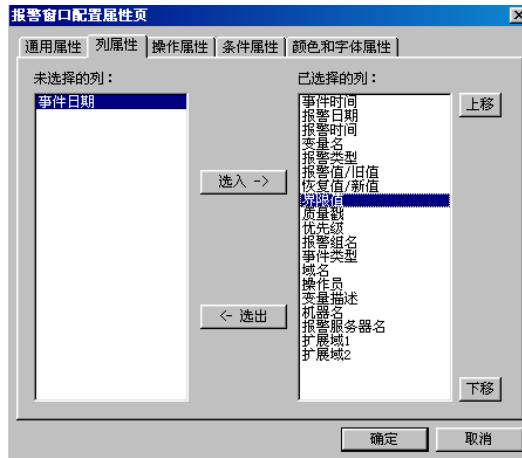 报警窗口配置属性页
通用属性 列属性 操作属性 条件属性 颜色和字体属性
未选择的列：
事件日期
选入 ->
<- 选出
已选择的列：
事件时间
报警日期
报警时间
变量名
报警类型
报警值/旧值
恢复值/新值
界限值
质量戳
优先级
报警组名
事件类型
域名
操作员
变量描述
机器名
报警服务器名
扩展域1
扩展域2
上移
下移
确定 取消